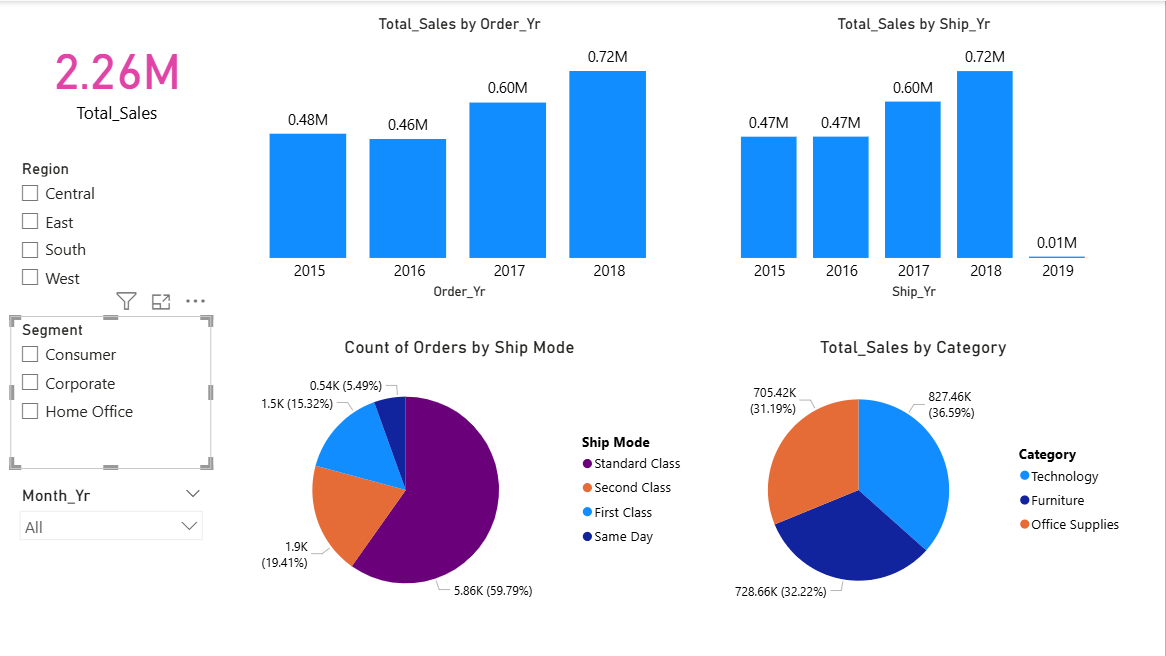 2.26M
Total_Sales
Region
Central
East
South
West
Segment
Consumer
Corporate
Home Office
Month_Yr
All
Total_Sales by Order_Yr
0.48M
0.46M
0.60M
0.72M
2015
2016
2017
2018
Order_Yr
Total_Sales by Ship_Yr
0.47M
0.47M
0.60M
0.72M
0.01M
2015
2016
2017
2018
2019
Ship_Yr
Count of Orders by Ship Mode
0.54K (5.49%)
1.5K (15.32%)
1.9K
(19.41%)
5.86K (59.79%)
Ship Mode
Standard Class
Second Class
First Class
Same Day
Total_Sales by Category
705.42K
(31.19%)
827.46K
(36.59%)
728.66K (32.22%)
Category
Technology
Furniture
Office Supplies